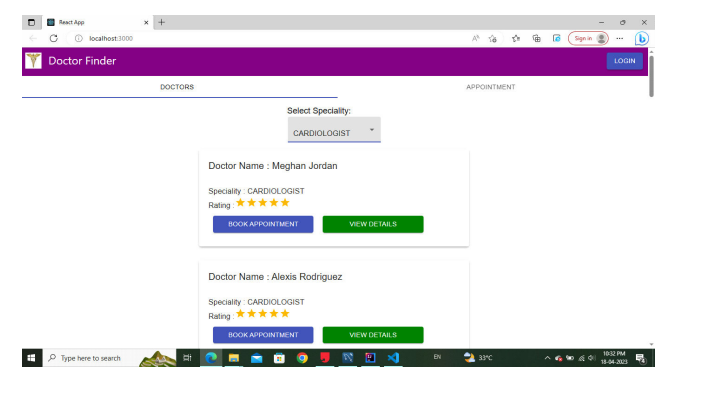 React App
localhost:3000
Sign in
Doctor Finder
LOGIN
DOCTORS
APPOINTMENT
Select Speciality:
CARDIOLOGIST
Doctor Name : Meghan Jordan
Speciality : CARDIOLOGIST
Rating :
BOOK APPOINTMENT
VIEW DETAILS
Doctor Name : Alexis Rodriguez
Speciality : CARDIOLOGIST
Rating :
BOOK APPOINTMENT
VIEW DETAILS
Type here to search
EN
33°C
10:32 PM
18-04-2023